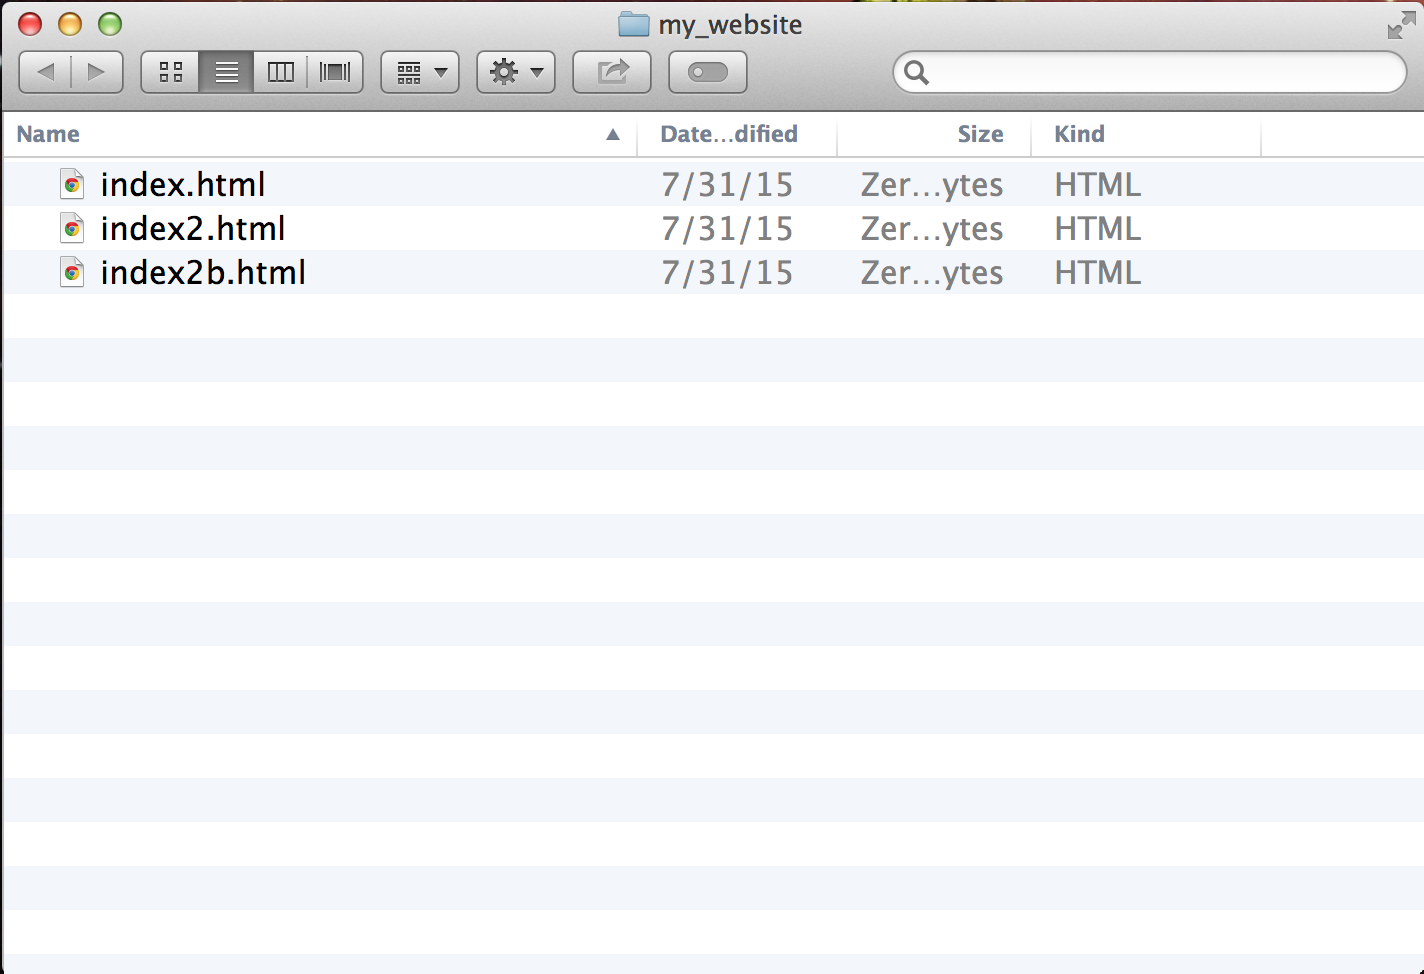 my_website
Name Date...dified Size Kind
index.html 7/31/15 Zer...ytes HTML
index2.html 7/31/15 Zer...ytes HTML
index2b.html 7/31/15 Zer...ytes HTML